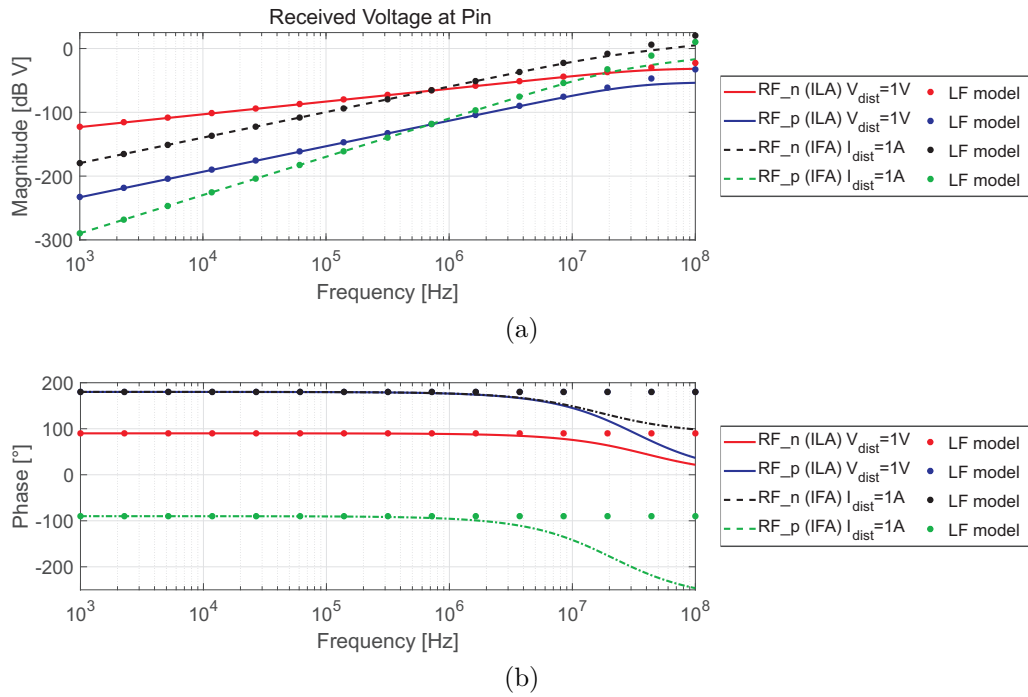 Received Voltage at Pin
0
-100
-200
-300
Magnitude [dB V]
10^3 10^4 10^5 10^6 10^7 10^8
Frequency [Hz]
RF_n (ILA) V_dist=1V LF model
RF_p (ILA) V_dist=1V LF model
RF_n (IFA) I_dist=1A LF model
RF_p (IFA) I_dist=1A LF model
(a)
200
100
0
-100
-200
Phase [°]
10^3 10^4 10^5 10^6 10^7 10^8
Frequency [Hz]
RF_n (ILA) V_dist=1V LF model
RF_p (ILA) V_dist=1V LF model
RF_n (IFA) I_dist=1A LF model
RF_p (IFA) I_dist=1A LF model
(b)